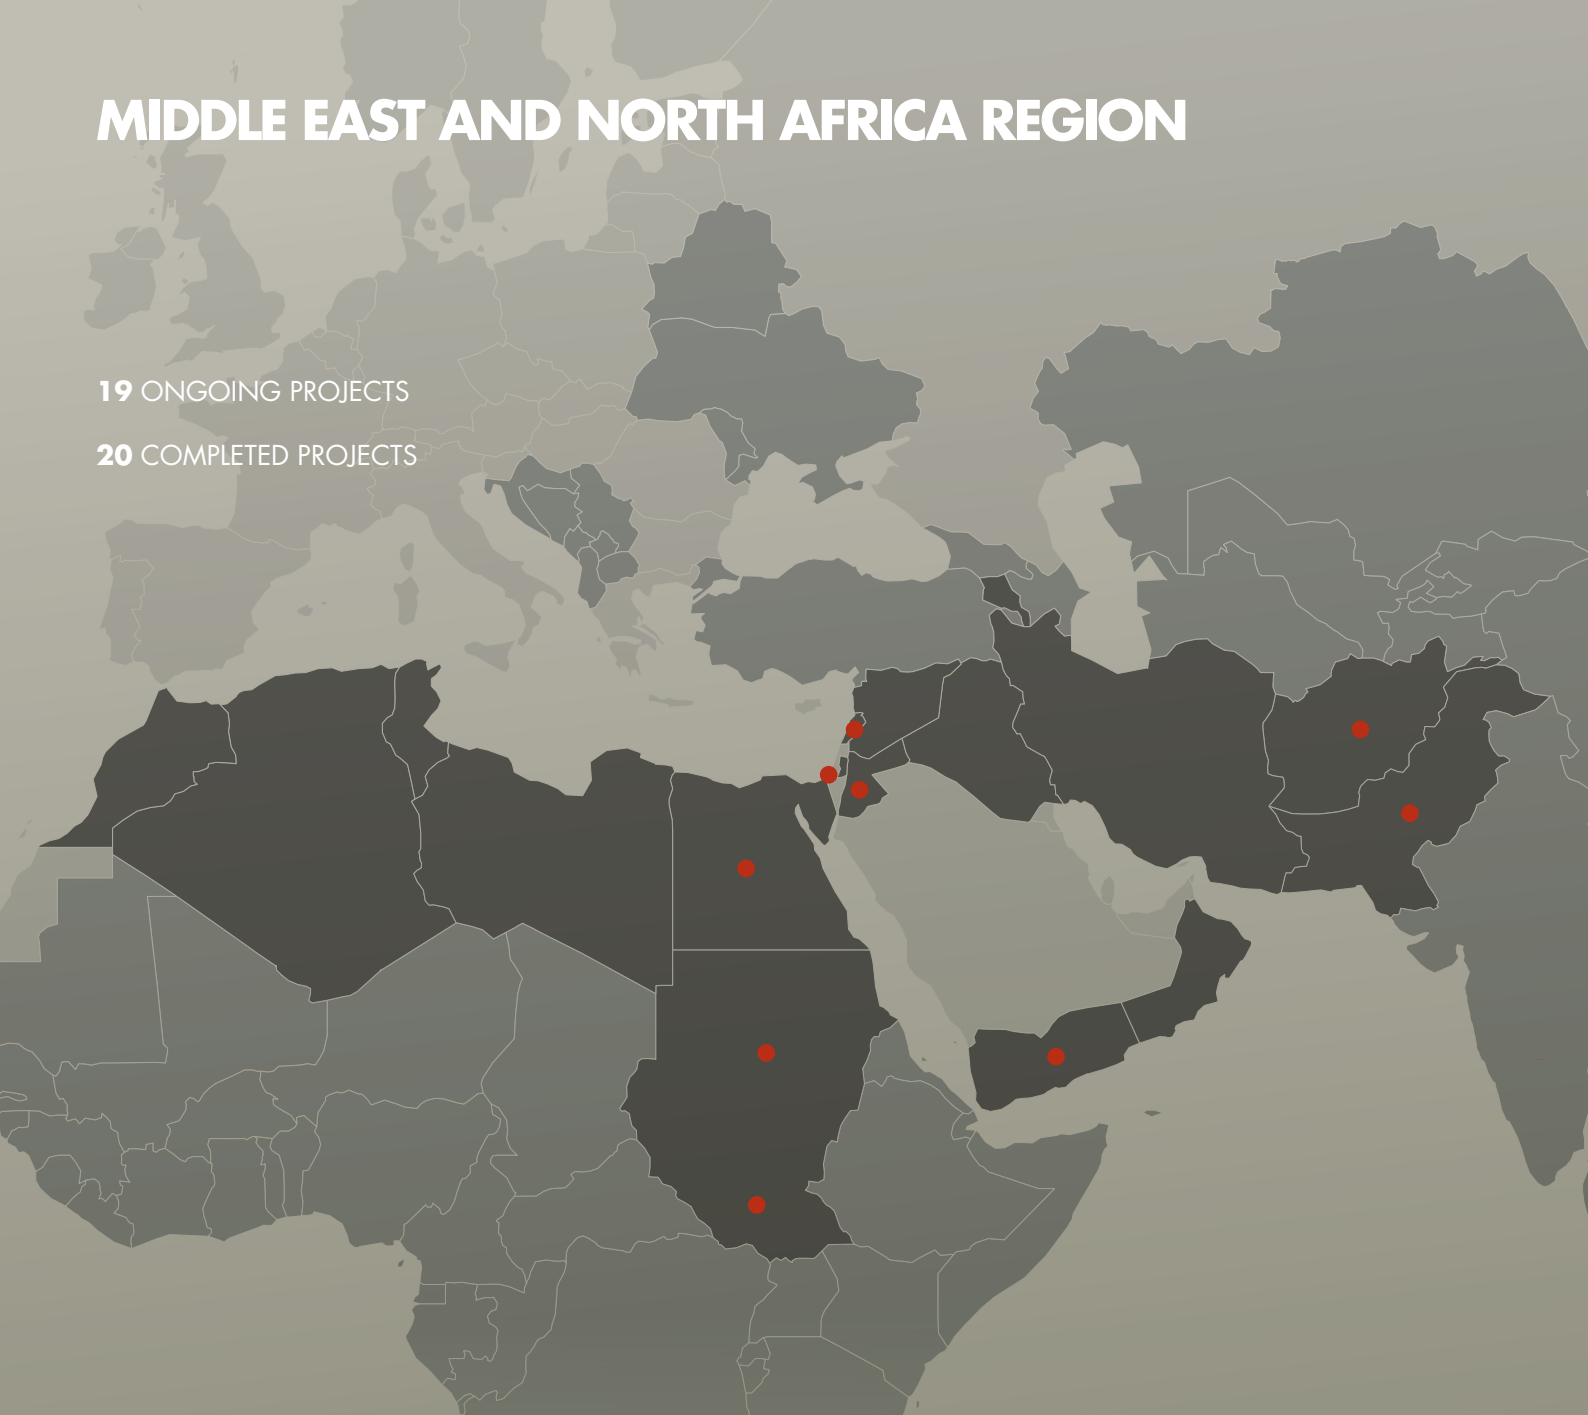 MIDDLE EAST AND NORTH AFRICA REGION
19 ONGOING PROJECTS
20 COMPLETED PROJECTS